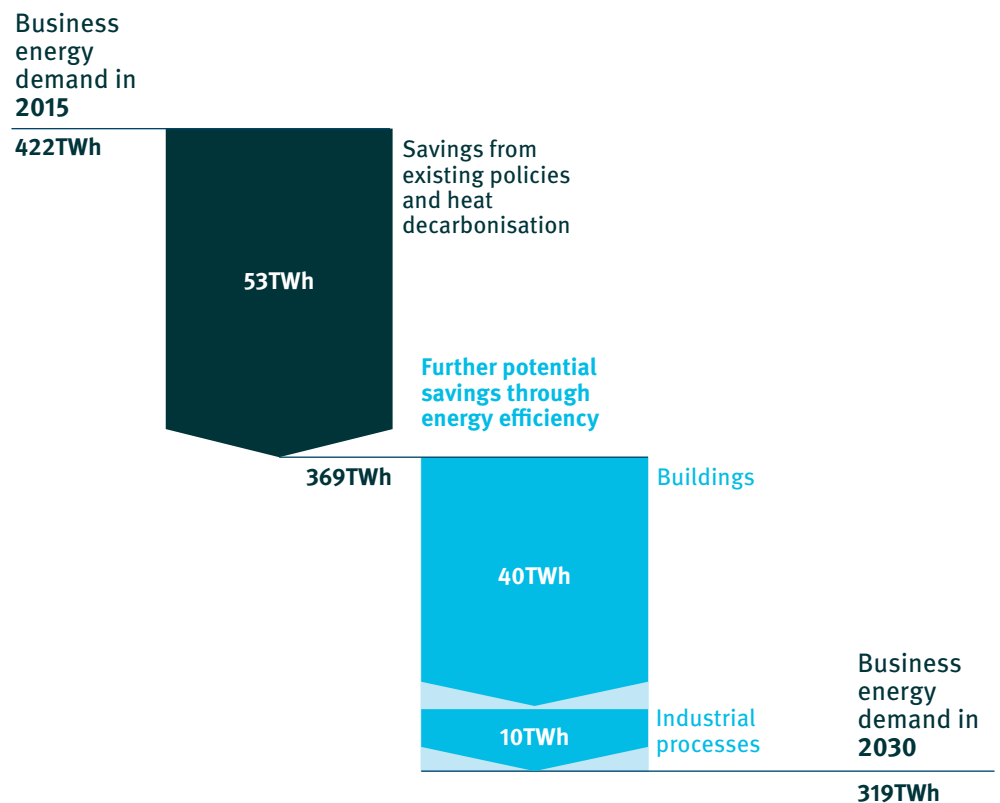 Business
energy
demand in
2015
422TWh
Savings from
existing policies
and heat
decarbonisation
53TWh
Further potential
savings through
energy efficiency
369TWh
Buildings
40TWh
Industrial
processes
10TWh
Business
energy
demand in
2030
319TWh